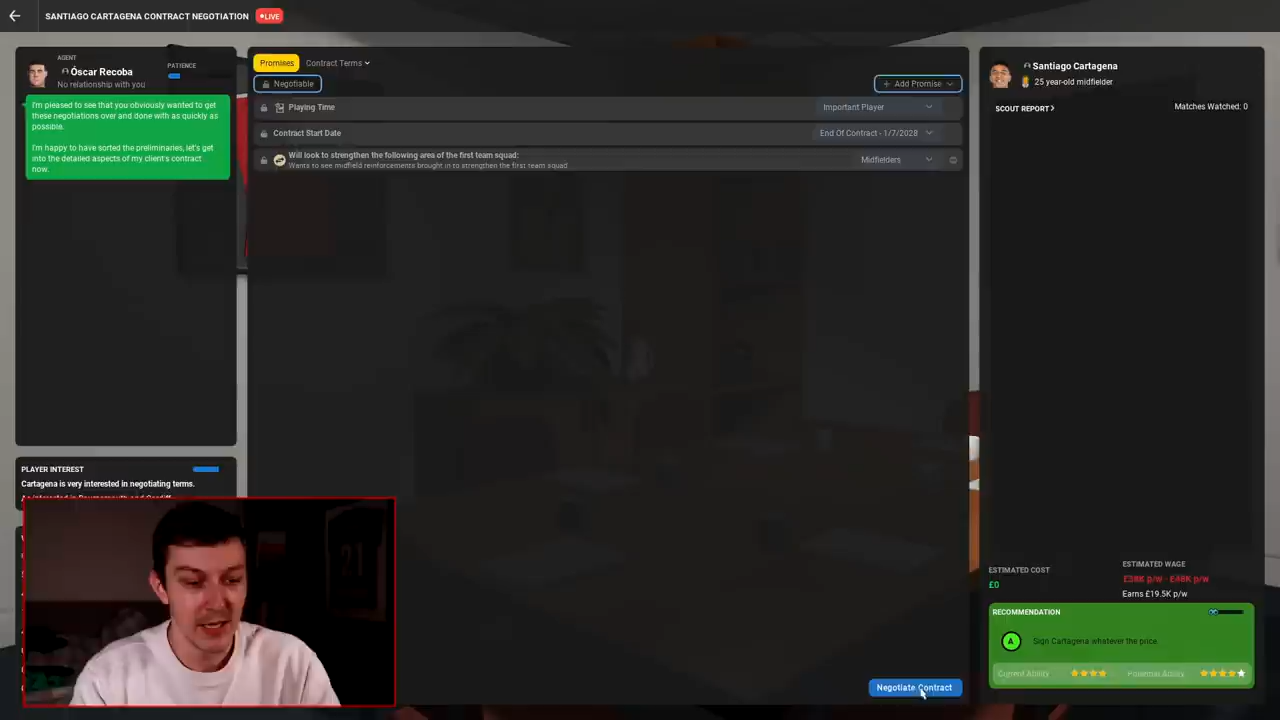 SANTIAGO CARTAGENA CONTRACT NEGOTIATION
LIVE
AGENT
Óscar Recoba
No relationship with you
PATIENCE
I'm pleased to see that you obviously wanted to get
these negotiations over and done with as quickly as
possible.
I'm happy to have sorted the preliminaries, let's get
into the detailed aspects of my client's contract
now.
PLAYER INTEREST
Cartagena is very interested in negotiating terms.
Promises
Contract Terms
Negotiable
Add Promise
Playing Time
Important Player
Contract Start Date
End Of Contract - 1/7/2028
Will look to strengthen the following area of the first team squad:
Wants to see midfield reinforcements brought in to strengthen the first team squad
Midfielders
Negotiate Contract
Santiago Cartagena
25 year-old midfielder
SCOUT REPORT
Matches Watched: 0
ESTIMATED COST
£0
ESTIMATED WAGE
£38K p/w - £46K p/w
Earns £19.5K p/w
RECOMMENDATION
A
Sign Cartagena whatever the price.
Current Ability
Potential Ability
21